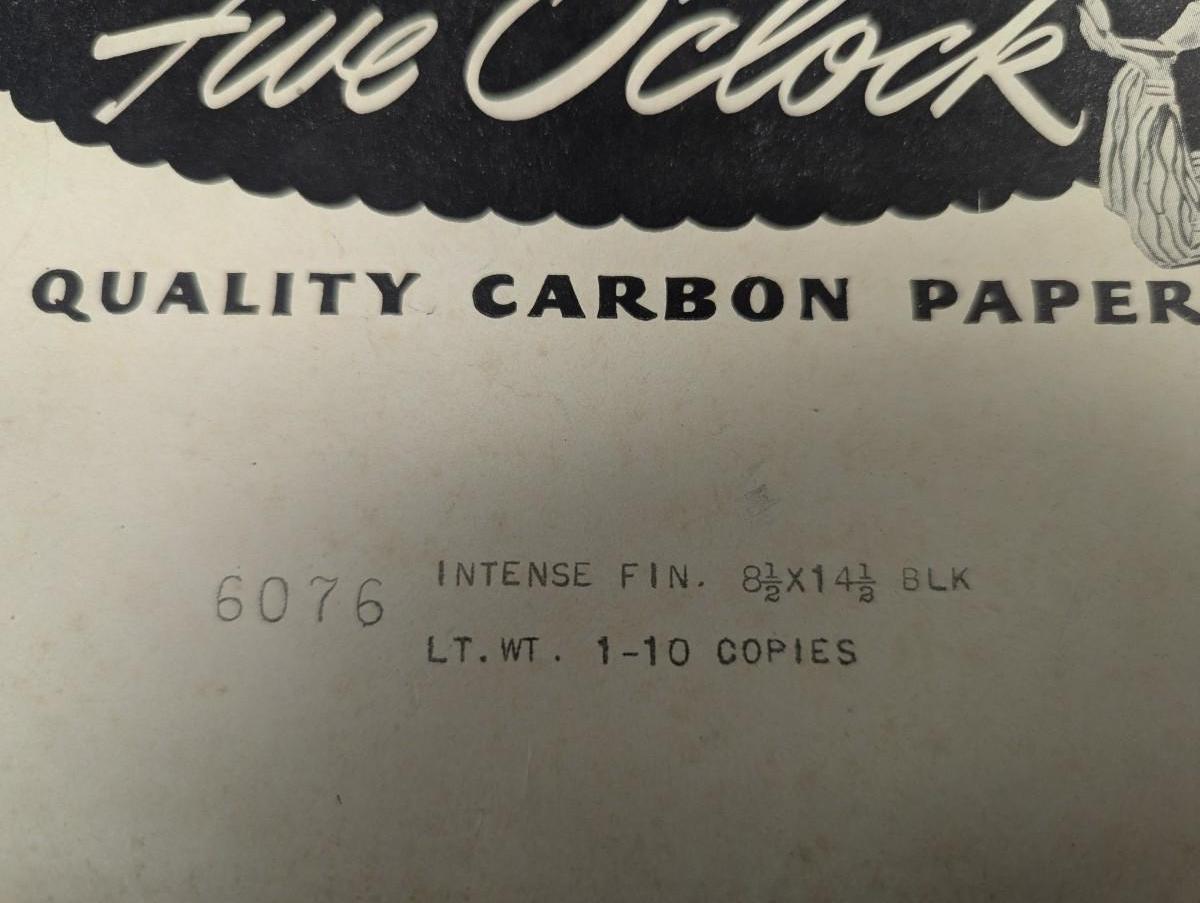 Five O'Clock
QUALITY CARBON PAPER
6076 INTENSE FIN. 8½X14½ BLK
LT. WT. 1-10 COPIES